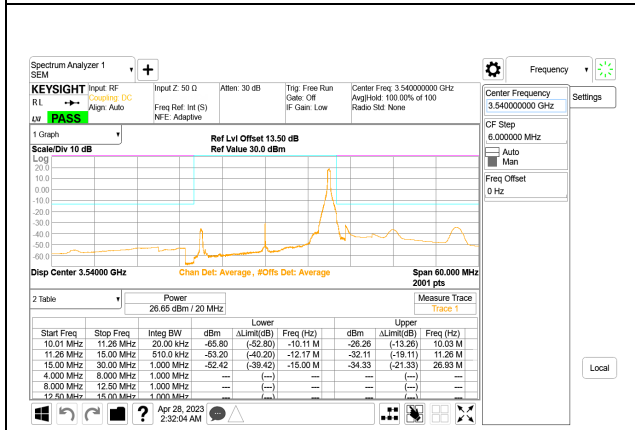 Spectrum Analyzer 1
SEM
Frequency
KEYSIGHT
Input: RF
Coupling: DC
Align: Auto
Input Z: 50 Ω
Freq Ref: Int (S)
NFE: Adaptive
Atten: 30 dB
Trig: Free Run
Gate: Off
IF Gain: Low
Center Freq: 3.540000000 GHz
Avg|Hold: 100.00% of 100
Radio Std: None
R L
LXI
PASS
Center Frequency
3.540000000 GHz
Settings
CF Step
6.000000 MHz
Auto
Man
Freq Offset
0 Hz
1 Graph
Scale/Div 10 dB
Ref Lvl Offset 13.50 dB
Ref Value 30.0 dBm
Log
20.0
10.0
0.00
-10.0
-20.0
-30.0
-40.0
-50.0
-60.0
Disp Center 3.54000 GHz
Chan Det: Average, #Offs Det: Average
Span 60.000 MHz
2001 pts
2 Table
Power
26.65 dBm / 20 MHz
Measure Trace
Trace 1
Lower Upper
Start Freq Stop Freq Integ BW dBm ΔLimit(dB) Freq (Hz) dBm ΔLimit(dB) Freq (Hz)
10.01 MHz 11.26 MHz 20.00 kHz -65.80 (-52.80) -10.11 M -26.26 (-13.26) 10.03 M
11.26 MHz 15.00 MHz 510.0 kHz -53.20 (-40.20) -12.17 M -32.11 (-19.11) 11.26 M
15.00 MHz 30.00 MHz 1.000 MHz -52.42 (-39.42) -15.00 M -34.33 (-21.33) 26.93 M
4.000 MHz 8.000 MHz 1.000 MHz --- (---) --- --- (---) ---
8.000 MHz 12.50 MHz 1.000 MHz --- (---) --- --- (---) ---
12.50 MHz 15.00 MHz 1.000 MHz --- (---) --- --- (---) ---
Local
?
Apr 28, 2023
2:32:04 AM